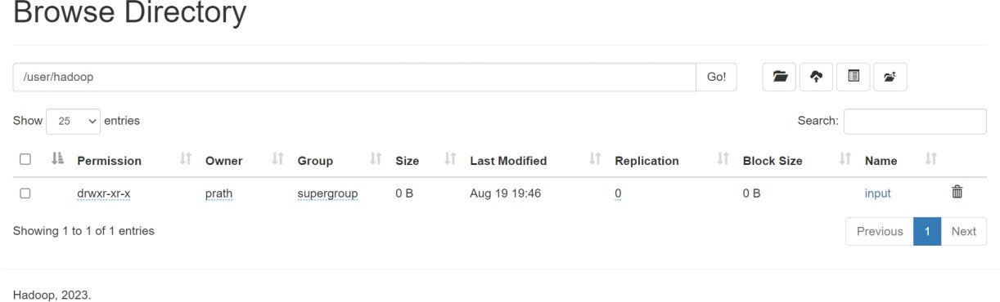 Browse Directory
/user/hadoop Go!
Show 25 entries Search:
Permission Owner Group Size Last Modified Replication Block Size Name
drwxr-xr-x prath supergroup 0 B Aug 19 19:46 0 0 B input
Showing 1 to 1 of 1 entries Previous 1 Next
Hadoop, 2023.